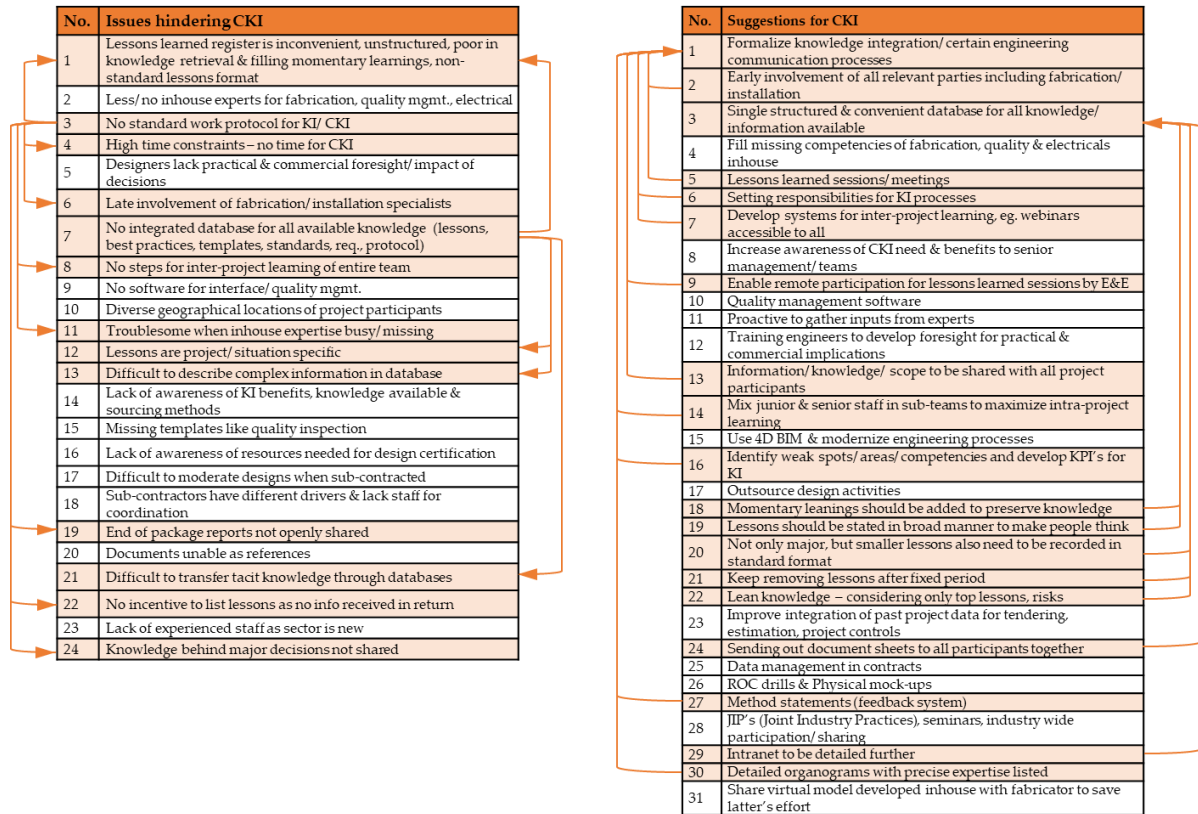 No. Issues hindering CKI
1 Lessons learned register is inconvenient, unstructured, poor in
knowledge retrieval & filling momentary learnings, non-
standard lessons format
2 Less/ no inhouse experts for fabrication, quality mgmt., electrical
3 No standard work protocol for KI/ CKI
4 High time constraints – no time for CKI
5 Designers lack practical & commercial foresight/ impact of
decisions
6 Late involvement of fabrication/ installation specialists
7 No integrated database for all available knowledge (lessons,
best practices, templates, standards, req., protocol)
8 No steps for inter-project learning of entire team
9 No software for interface/ quality mgmt.
10 Diverse geographical locations of project participants
11 Troublesome when inhouse expertise busy/ missing
12 Lessons are project/ situation specific
13 Difficult to describe complex information in database
14 Lack of awareness of KI benefits, knowledge available &
sourcing methods
15 Missing templates like quality inspection
16 Lack of awareness of resources needed for design certification
17 Difficult to moderate designs when sub-contracted
18 Sub-contractors have different drivers & lack staff for
coordination
19 End of package reports not openly shared
20 Documents unable as references
21 Difficult to transfer tacit knowledge through databases
22 No incentive to list lessons as no info received in return
23 Lack of experienced staff as sector is new
24 Knowledge behind major decisions not shared
No. Suggestions for CKI
1 Formalize knowledge integration/ certain engineering
communication processes
2 Early involvement of all relevant parties including fabrication/
installation
3 Single structured & convenient database for all knowledge/
information available
4 Fill missing competencies of fabrication, quality & electricals
inhouse
5 Lessons learned sessions/ meetings
6 Setting responsibilities for KI processes
7 Develop systems for inter-project learning, eg. webinars
accessible to all
8 Increase awareness of CKI need & benefits to senior
management/ teams
9 Enable remote participation for lessons learned sessions by E&E
10 Quality management software
11 Proactive to gather inputs from experts
12 Training engineers to develop foresight for practical &
commercial implications
13 Information/ knowledge/ scope to be shared with all project
participants
14 Mix junior & senior staff in sub-teams to maximize intra-project
learning
15 Use 4D BIM & modernize engineering processes
16 Identify weak spots/ areas/ competencies and develop KPI's for
KI
17 Outsource design activities
18 Momentary leanings should be added to preserve knowledge
19 Lessons should be stated in broad manner to make people think
20 Not only major, but smaller lessons also need to be recorded in
standard format
21 Keep removing lessons after fixed period
22 Lean knowledge – considering only top lessons, risks
23 Improve integration of past project data for tendering,
estimation, project controls
24 Sending out document sheets to all participants together
25 Data management in contracts
26 ROC drills & Physical mock-ups
27 Method statements (feedback system)
28 JIP's (Joint Industry Practices), seminars, industry wide
participation/ sharing
29 Intranet to be detailed further
30 Detailed organograms with precise expertise listed
31 Share virtual model developed inhouse with fabricator to save
latter's effort